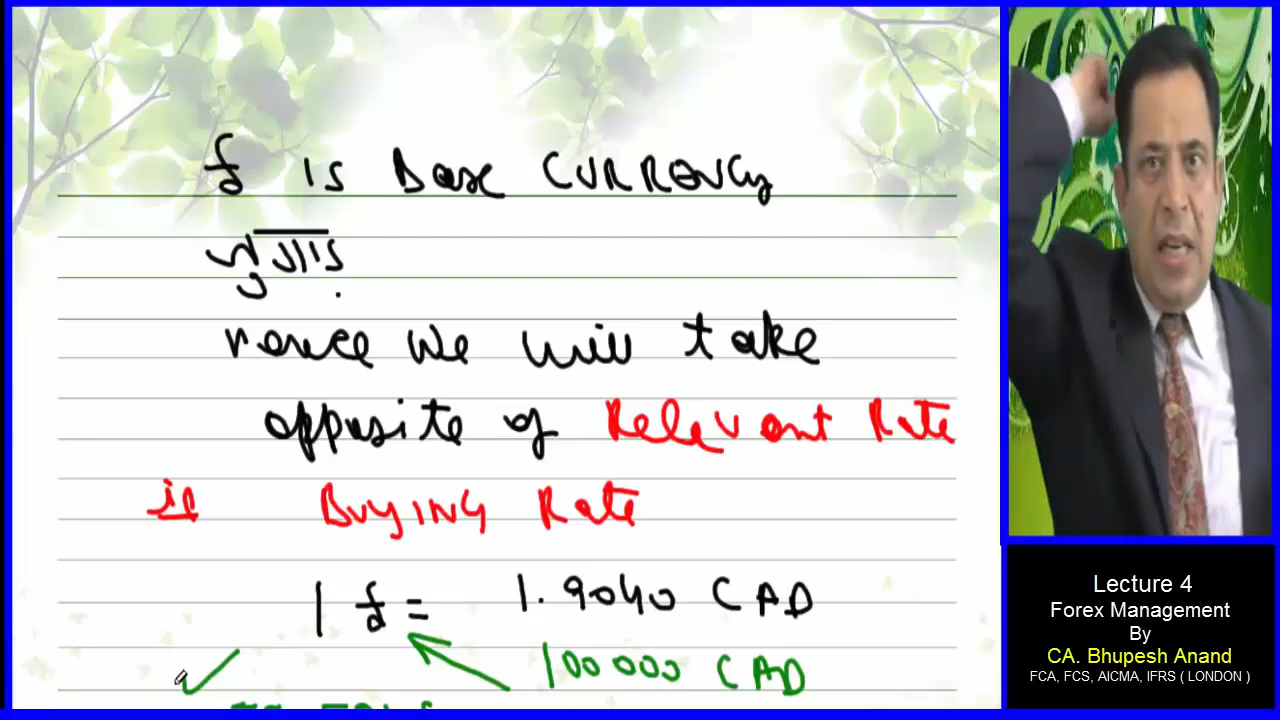 £ is Base CURRENCY
hence we will take
opposite of Relevant Rate
ie Buying Rate
1 £ = 1.9040 CAD
100000 CAD
Lecture 4
Forex Management
By
CA. Bhupesh Anand
FCA, FCS, AICMA, IFRS ( LONDON )